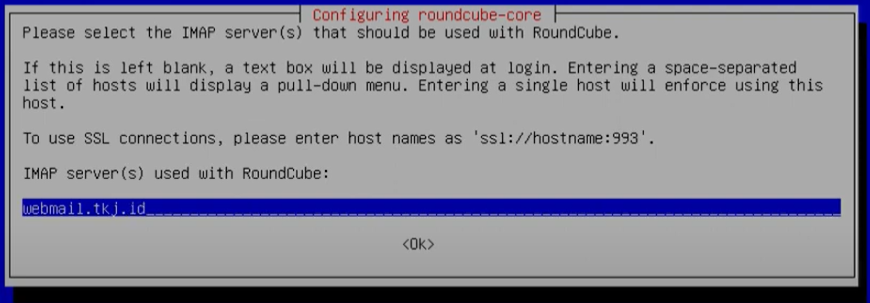 Configuring roundcube-core
Please select the IMAP server(s) that should be used with RoundCube.
If this is left blank, a text box will be displayed at login. Entering a space-separated
list of hosts will display a pull-down menu. Entering a single host will enforce using this
host.
To use SSL connections, please enter host names as 'ssl://hostname:993'.
IMAP server(s) used with RoundCube:
webmail.tkj.id
<Ok>